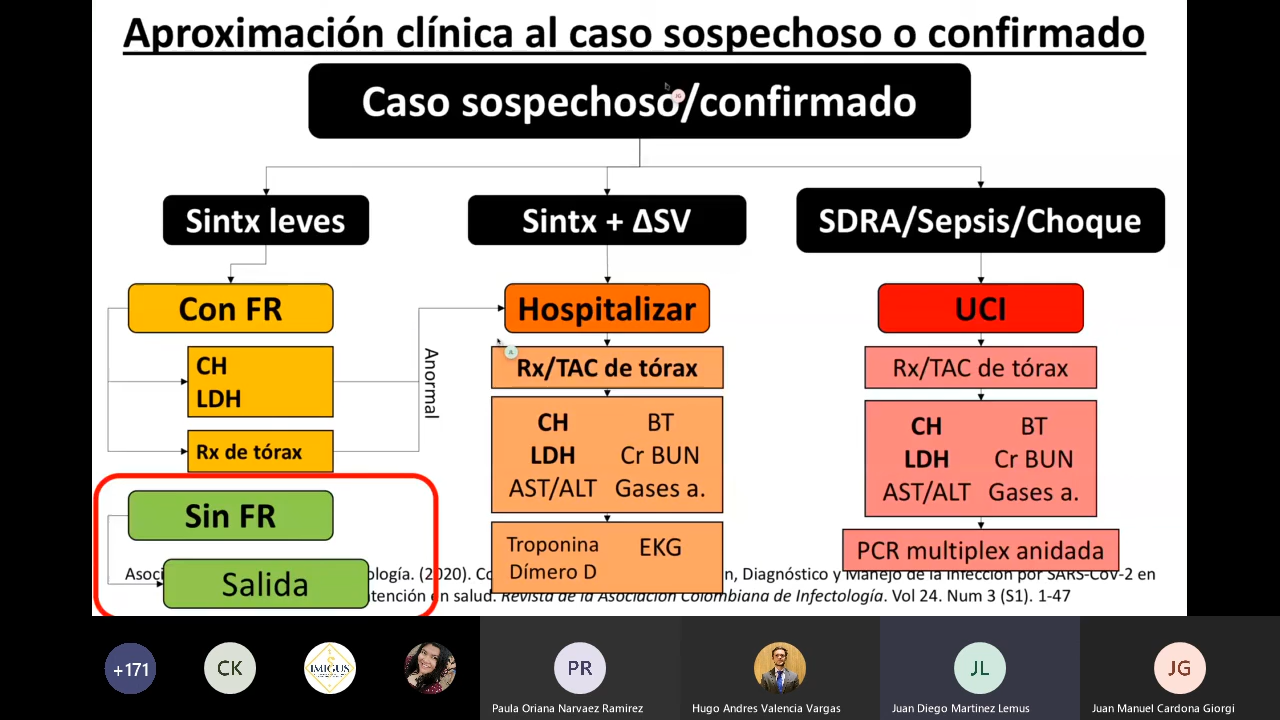 Aproximación clínica al caso sospechoso o confirmado
Caso sospechoso/confirmado
JG
Sintx leves
Sintx + ΔSV
SDRA/Sepsis/Choque
Con FR
CH
LDH
Rx de tórax
Anormal
Sin FR
Salida
Hospitalizar
JL
Rx/TAC de tórax
CH BT
LDH Cr BUN
AST/ALT Gases a.
Troponina EKG
Dímero D
UCI
Rx/TAC de tórax
CH BT
LDH Cr BUN
AST/ALT Gases a.
PCR multiplex anidada
Asoci ología. (2020). Co n, Diagnóstico y Manejo de la Infección por SARS-CoV-2 en
tención en salud. Revista de la Asociación Colombiana de Infectología. Vol 24. Num 3 (S1). 1-47
+171
CK
IMIGUS
PR
JL
JG
Paula Oriana Narvaez Ramirez
Hugo Andres Valencia Vargas
Juan Diego Martinez Lemus
Juan Manuel Cardona Giorgi